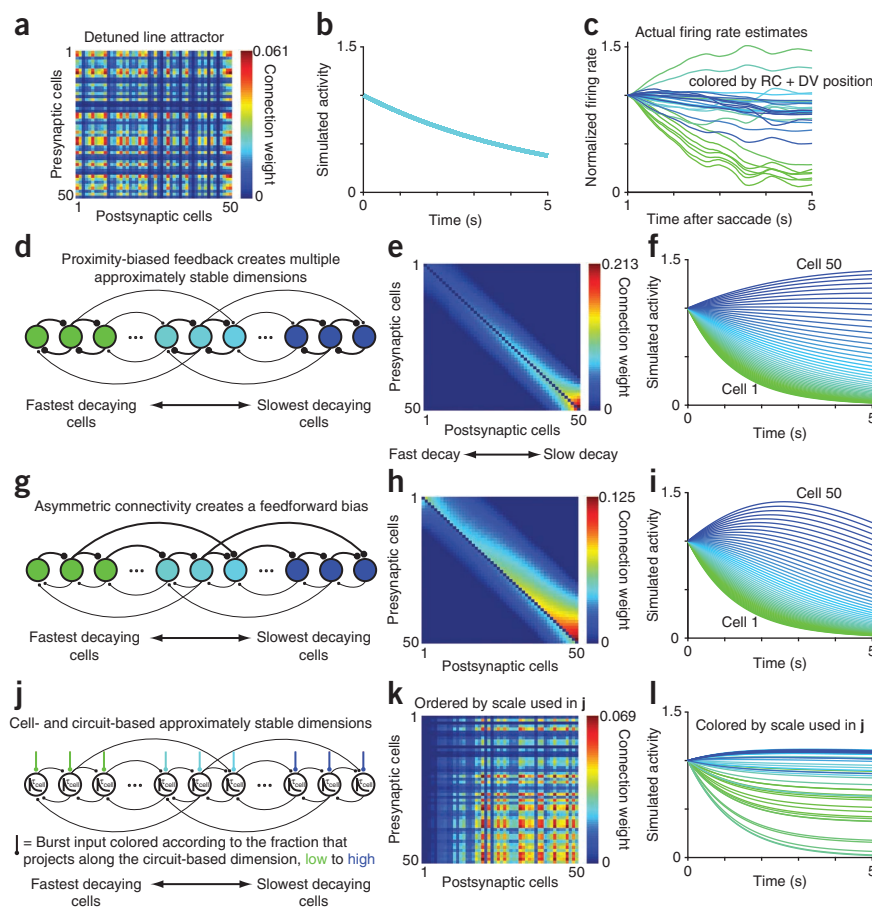 a
Detuned line attractor
1
Presynaptic cells
50
1
50
Postsynaptic cells
0.061
Connection weight
0
b
1.5
Simulated activity
0
0
5
Time (s)
c
Actual firing rate estimates
1.5
colored by RC + DV position
Normalized firing rate
0
1
5
Time after saccade (s)
d
Proximity-biased feedback creates multiple
approximately stable dimensions
...
...
Fastest decaying
cells
Slowest decaying
cells
e
1
Presynaptic cells
50
1
50
Postsynaptic cells
0.213
Connection weight
0
Fast decay
Slow decay
f
1.5
Cell 50
Simulated activity
Cell 1
0
0
5
Time (s)
g
Asymmetric connectivity creates a feedforward bias
...
...
Fastest decaying
cells
Slowest decaying
cells
h
1
Presynaptic cells
50
1
50
Postsynaptic cells
0.125
Connection weight
0
i
1.5
Cell 50
Simulated activity
Cell 1
0
0
5
Time (s)
j
Cell- and circuit-based approximately stable dimensions
...
...
= Burst input colored according to the fraction that
projects along the circuit-based dimension, low to high
Fastest decaying
cells
Slowest decaying
cells
k
Ordered by scale used in j
1
Presynaptic cells
50
1
50
Postsynaptic cells
0.069
Connection weight
0
l
1.5
Colored by scale used in j
Simulated activity
0
0
5
Time (s)